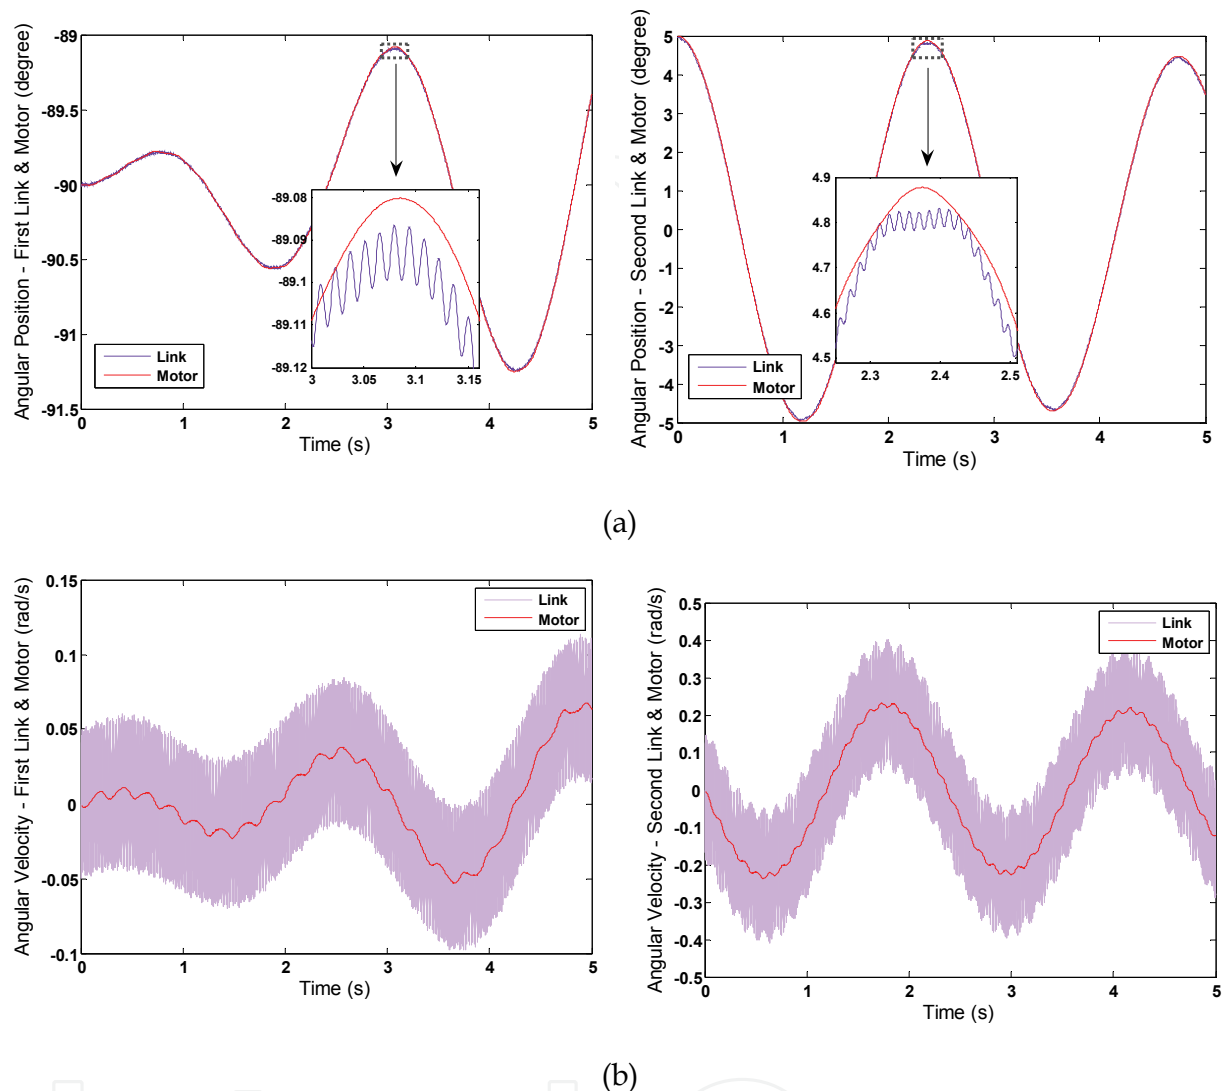 Angular Position - First Link & Motor (degree)
-89
-89.5
-90
-90.5
-91
-91.5
0 1 2 3 4 5
Time (s)
Link
Motor
-89.08
-89.09
-89.1
-89.11
-89.12
3 3.05 3.1 3.15
Angular Position - Second Link & Motor (degree)
5
4
3
2
1
0
-1
-2
-3
-4
-5
0 1 2 3 4 5
Time (s)
Link
Motor
4.9
4.8
4.7
4.6
4.5
2.3 2.4 2.5
(a)
Angular Velocity - First Link & Motor (rad/s)
0.15
0.1
0.05
0
-0.05
-0.1
0 1 2 3 4 5
Time (s)
Link
Motor
Angular Velocity - Second Link & Motor (rad/s)
0.5
0.4
0.3
0.2
0.1
0
-0.1
-0.2
-0.3
-0.4
-0.5
0 1 2 3 4 5
Time (s)
Link
Motor
(b)